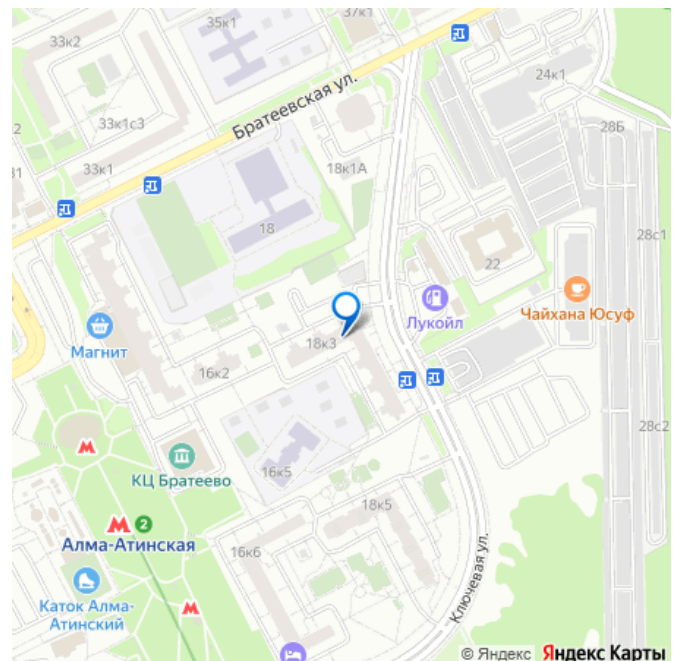 37к1
35к1
33к2
24к1
Братеевская ул.
33к1с3
28Б
33к1
18к1А
18
28с1
22
Чайхана Юсуф
Лукойл
Магнит
18к3
16к2
28с2
16к5
КЦ Братеево
18к5
2
Алма-Атинская
16к6
Ключевая ул.
Каток Алма-
Атинский
© Яндекс Яндекс Карты